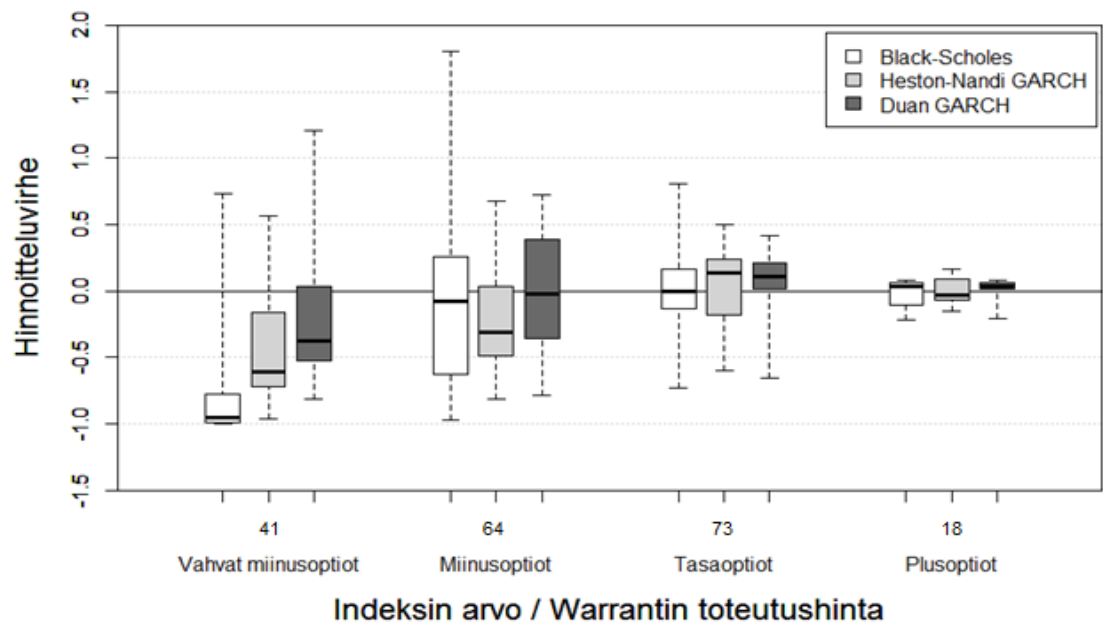 2.0
1.5
1.0
0.5
0.0
-0.5
-1.0
-1.5
Hinnoitteluvirhe
Black-Scholes
Heston-Nandi GARCH
Duan GARCH
41 64 73 18
Vahvat miinusoptiot Miinusoptiot Tasaoptiot Plusoptiot
Indeksin arvo / Warrantin toteutushinta